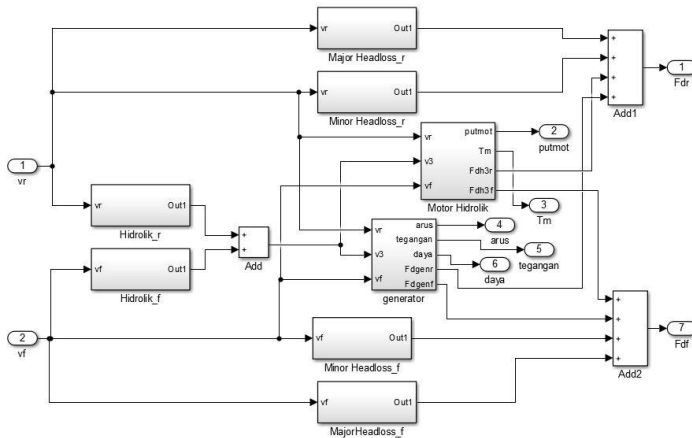 vr Out1
Major Headloss_r
vr Out1
Minor Headloss_r
+
+
+
+
Add1
1
Fdr
vr
v3
vf
putmot
Tm
Fdh3r
Fdh3f
Motor Hidrolik
2
putmot
3
Tm
1
vr
vr Out1
Hidrolik_r
vf Out1
Hidrolik_f
+
+
Add
vr
v3
vf
arus
tegangan
daya
Fdgenr
Fdgenf
generator
4
arus
5
tegangan
6
daya
2
vf
vf Out1
Minor Headloss_f
vf Out1
MajorHeadloss_f
+
+
+
+
Add2
7
Fdf